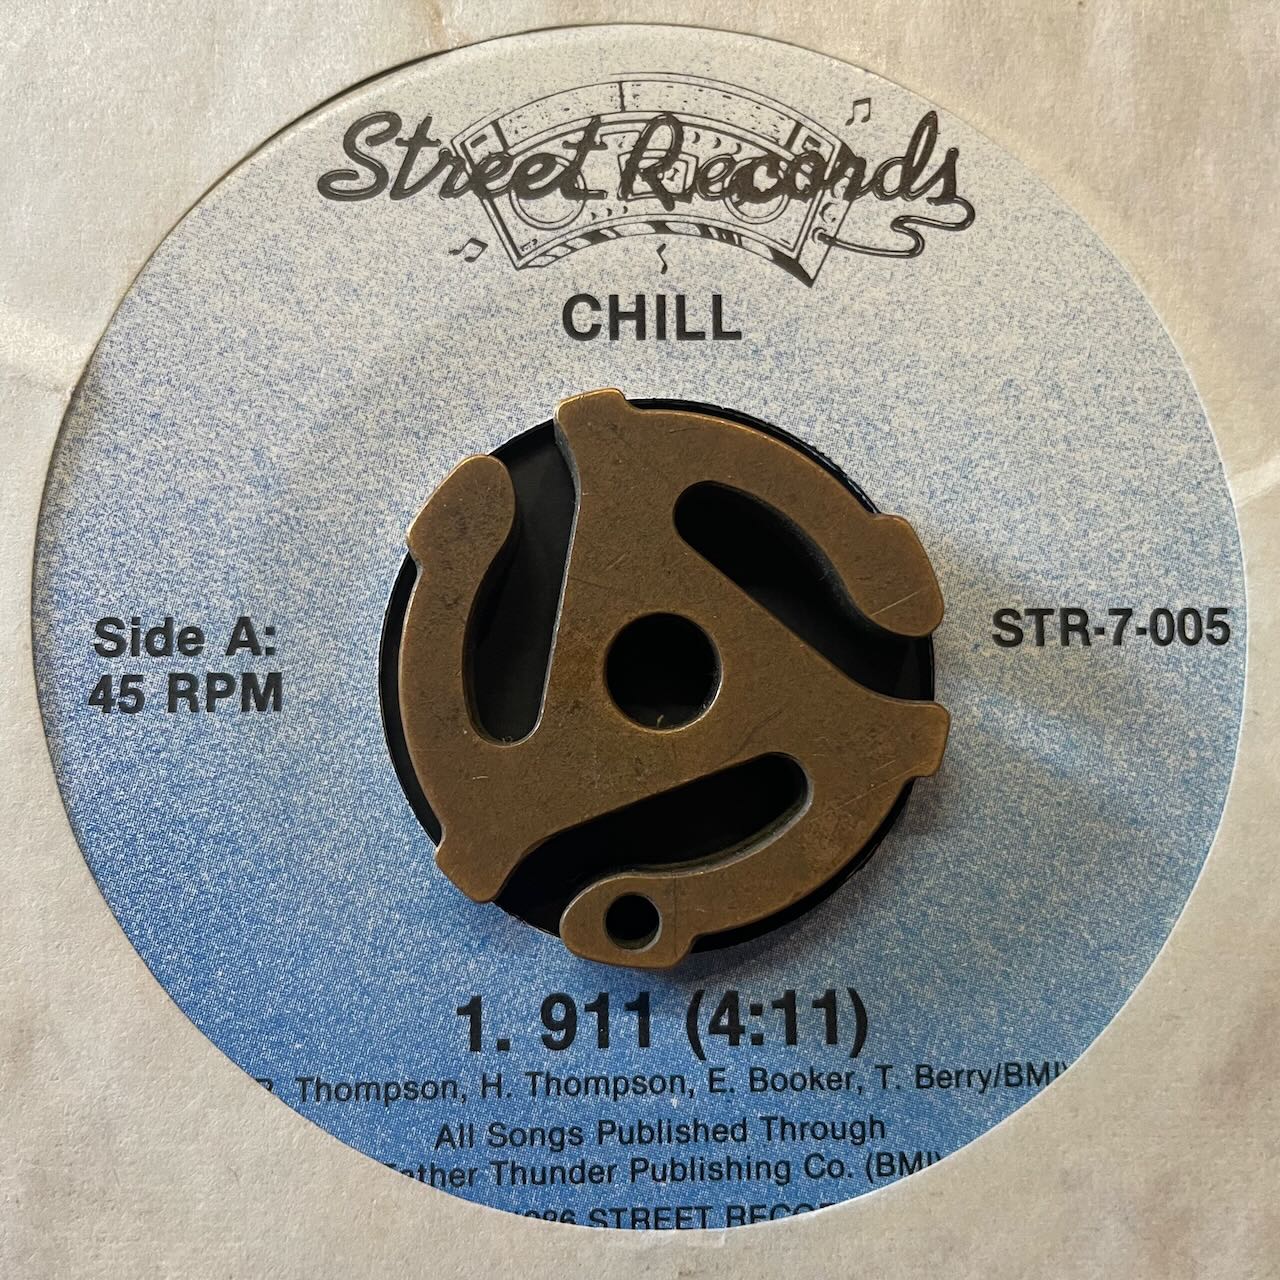 Street Records
CHILL
Side A:
45 RPM
STR-7-005
1. 911 (4:11)
Thompson, H. Thompson, E. Booker, T. Berry/BMI
All Songs Published Through
Father Thunder Publishing Co. (BMI)
STREET RECO